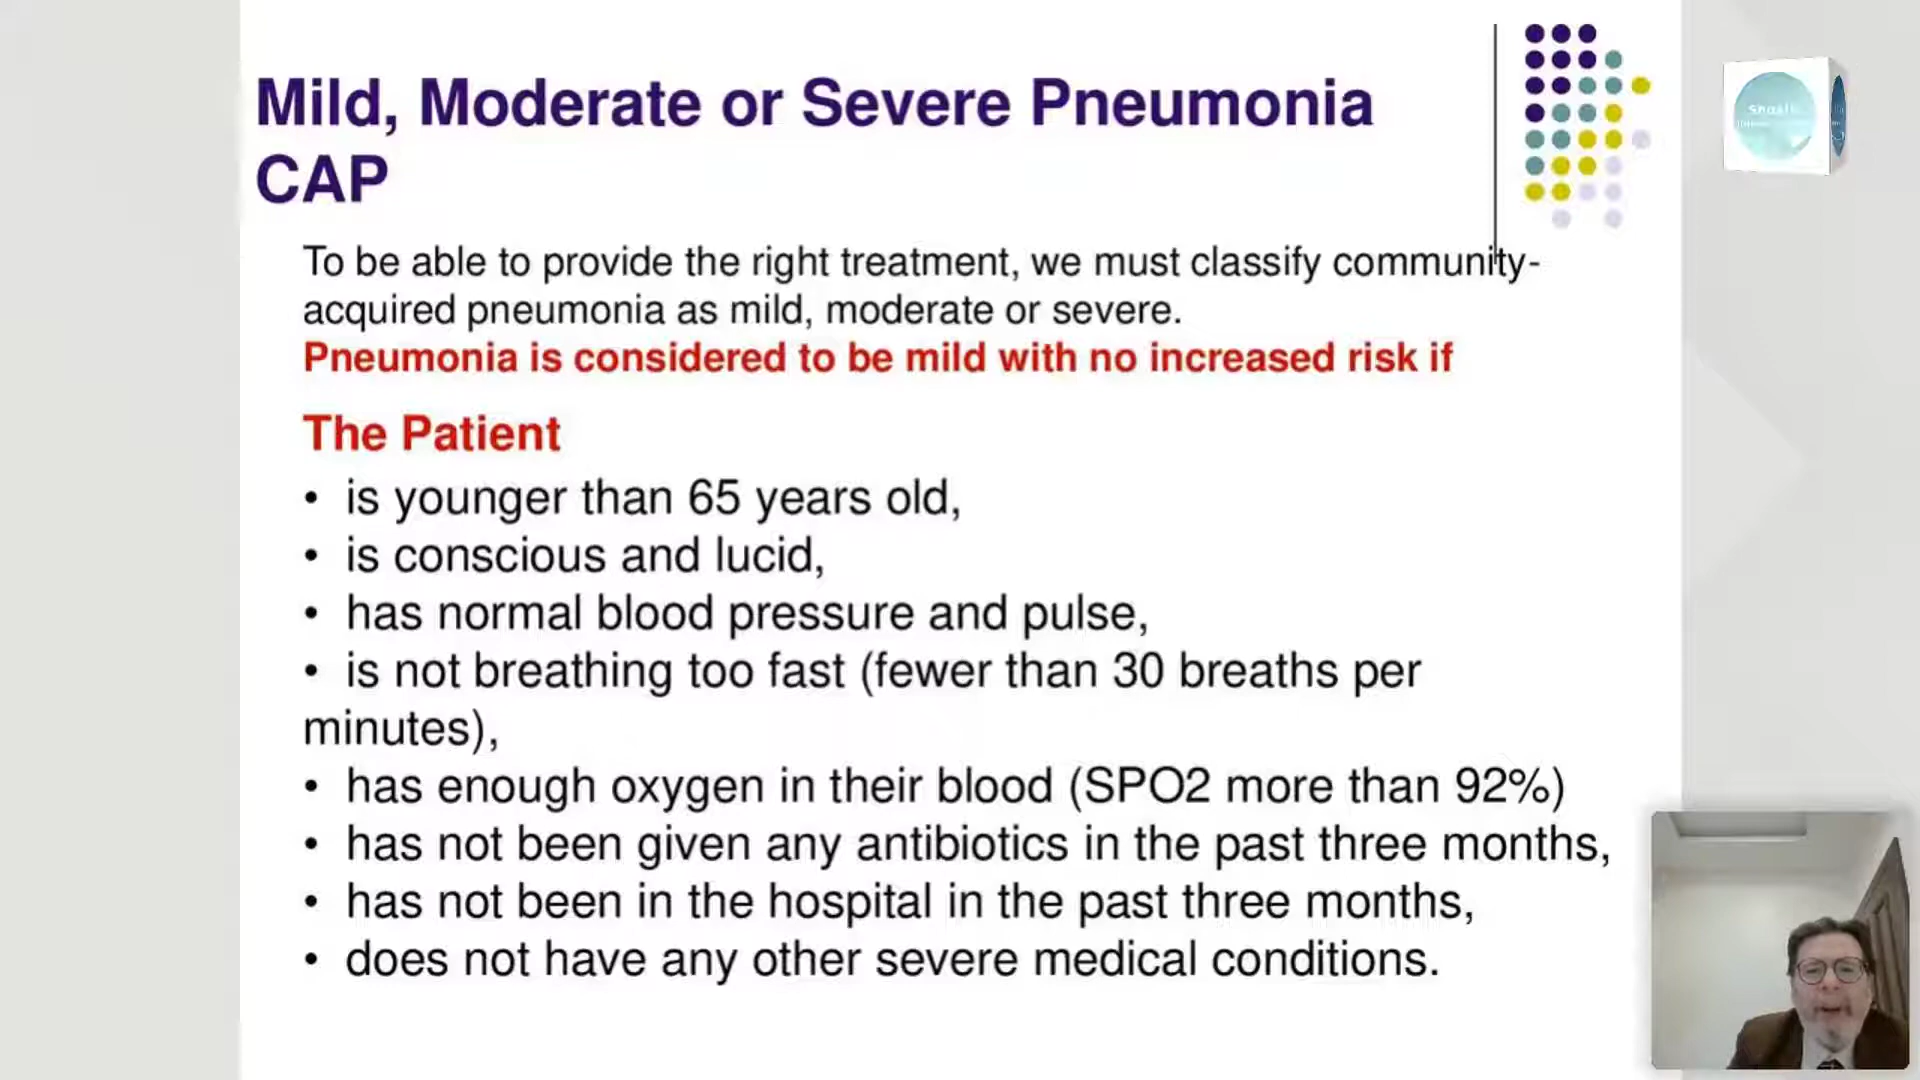 Mild, Moderate or Severe Pneumonia
CAP
To be able to provide the right treatment, we must classify community-
acquired pneumonia as mild, moderate or severe.
Pneumonia is considered to be mild with no increased risk if
The Patient
• is younger than 65 years old,
• is conscious and lucid,
• has normal blood pressure and pulse,
• is not breathing too fast (fewer than 30 breaths per
minutes),
• has enough oxygen in their blood (SPO2 more than 92%)
• has not been given any antibiotics in the past three months,
• has not been in the hospital in the past three months,
• does not have any other severe medical conditions.